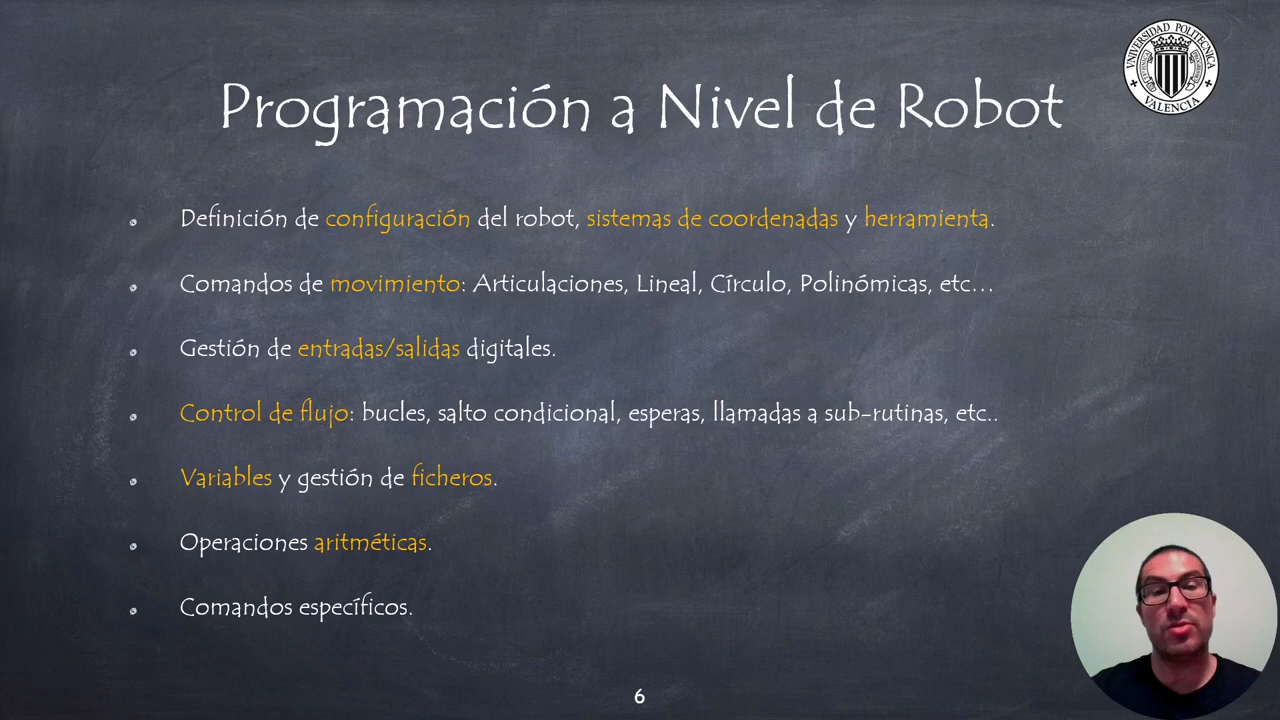 UNIVERSIDAD POLITECNICA
VALENCIA
Programación a Nivel de Robot
Definición de configuración del robot, sistemas de coordenadas y herramienta.
Comandos de movimiento: Articulaciones, Lineal, Círculo, Polinómicas, etc...
Gestión de entradas/salidas digitales.
Control de flujo: bucles, salto condicional, esperas, llamadas a sub-rutinas, etc..
Variables y gestión de ficheros.
Operaciones aritméticas.
Comandos específicos.
6